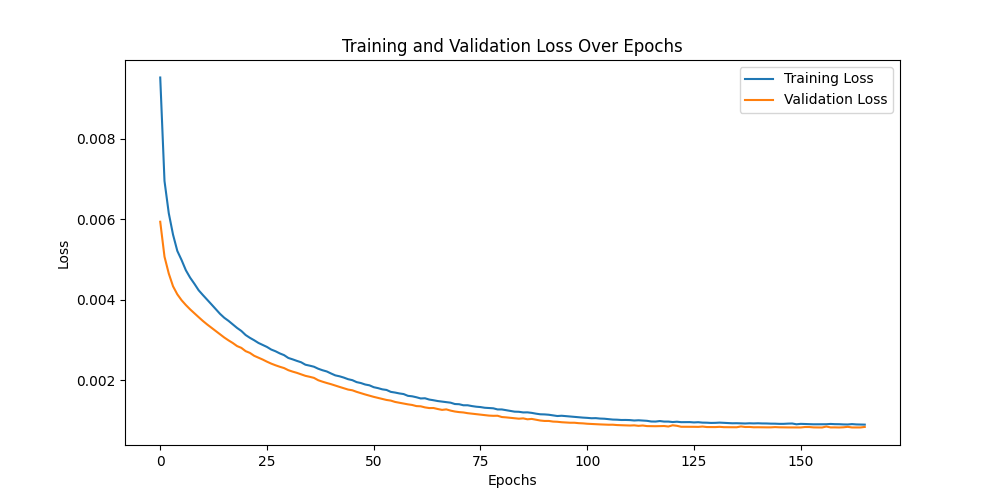 Training and Validation Loss Over Epochs
Training Loss
Validation Loss
0.008
0.006
0.004
0.002
Loss
0
25
50
75
100
125
150
Epochs